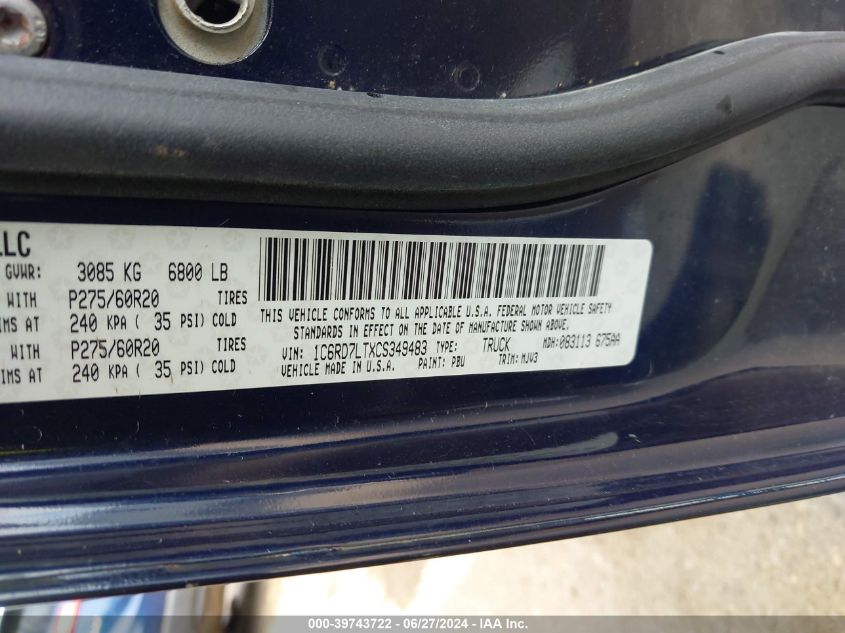 LLC
GVWR: 3085 KG 6800 LB
WITH P275/60R20 TIRES
IMS AT 240 KPA ( 35 PSI) COLD
WITH P275/60R20 TIRES
IMS AT 240 KPA ( 35 PSI) COLD
THIS VEHICLE CONFORMS TO ALL APPLICABLE U.S.A. FEDERAL MOTOR VEHICLE SAFETY
STANDARDS IN EFFECT ON THE DATE OF MANUFACTURE SHOWN ABOVE.
VIN: 1C6RD7LTXCS349483 TYPE: TRUCK MDH: 083113 675AA
VEHICLE MADE IN U.S.A. PAINT: PBU TRIM: MJV3
000-39743722 - 06/27/2024 - IAA Inc.